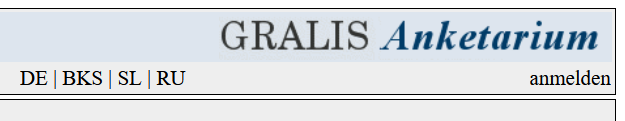 GRALIS Anketarium
DE | BKS | SL | RU anmelden